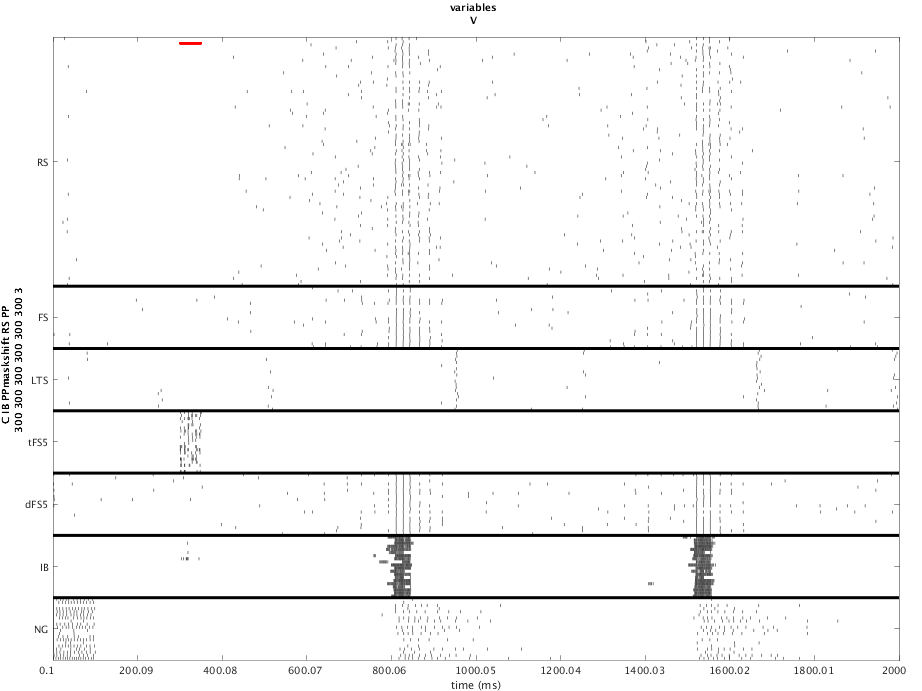 variables
V
C IB PPmaskshift RS PP
300 300 300 300 300 300 3
RS
FS
LTS
tFS5
dFS5
IB
NG
0.1 200.09 400.08 600.07 800.06 1000.05 1200.04 1400.03 1600.02 1800.01 2000
time (ms)